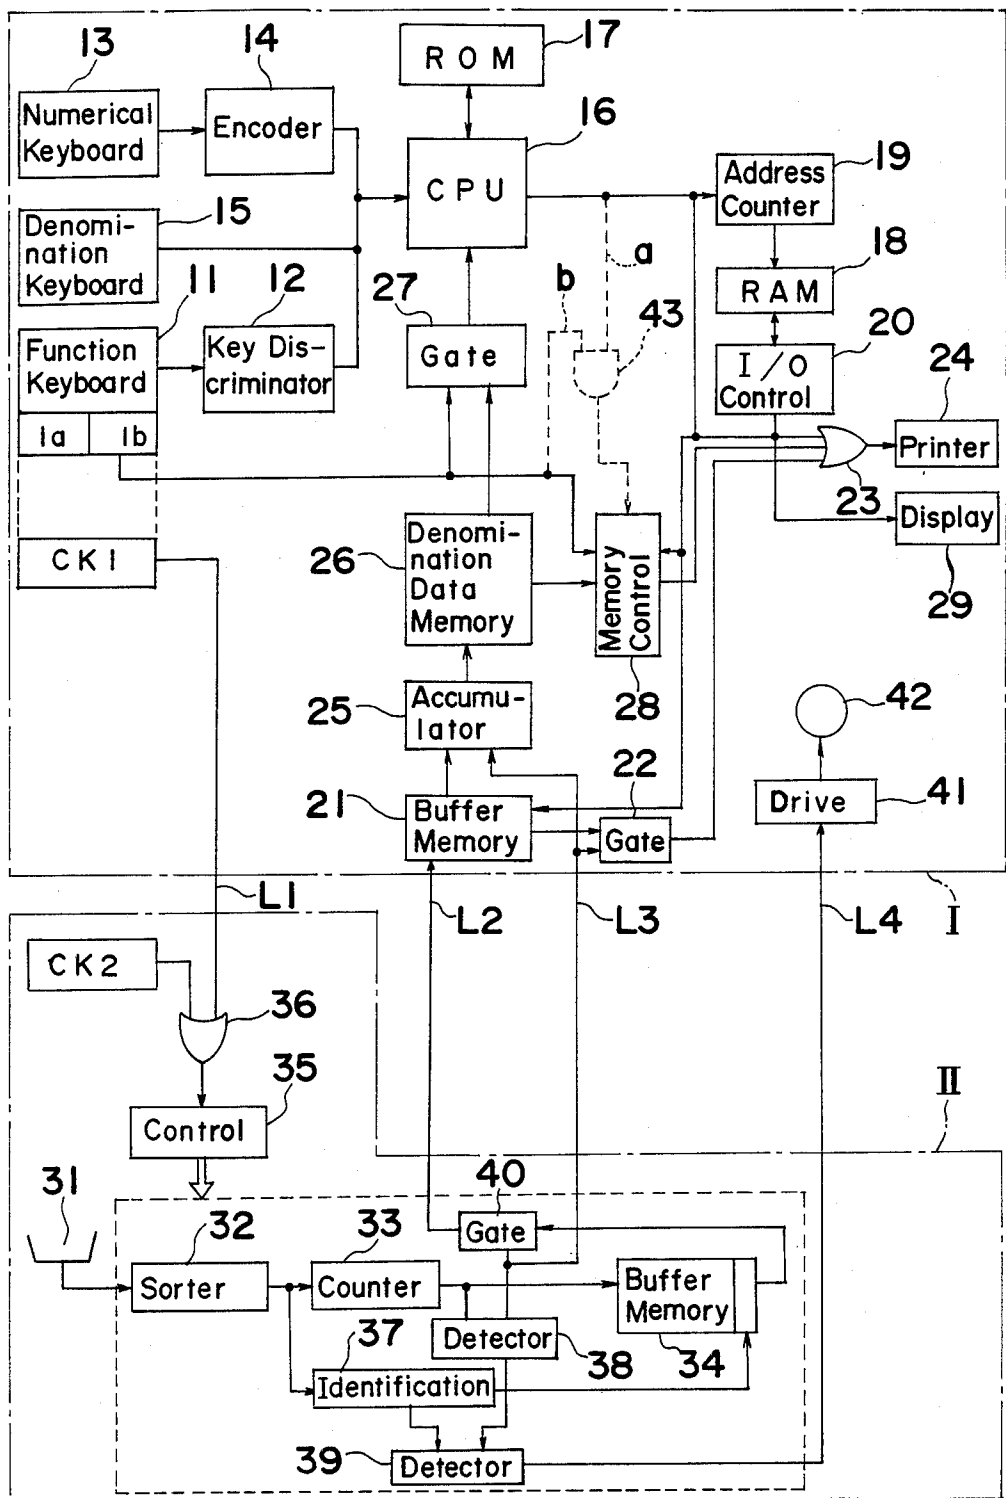 13
14
17
ROM
Numerical
Keyboard
Encoder
16
CPU
19
Address
Counter
15
Denomi-
nation
Keyboard
11
12
27
b
a
43
18
RAM
20
Function
Keyboard
Key Dis-
criminator
Gate
I/O
Control
24
1a
1b
Printer
23
Display
29
CK1
26
Denomi-
nation
Data
Memory
Memory
Control
28
25
Accumu-
lator
42
22
21
Buffer
Memory
Gate
Drive
41
L1
L2
L3
L4
I
CK2
36
35
II
Control
31
32
33
40
Gate
Sorter
Counter
Buffer
Memory
37
Detector
38
34
Identification
39
Detector